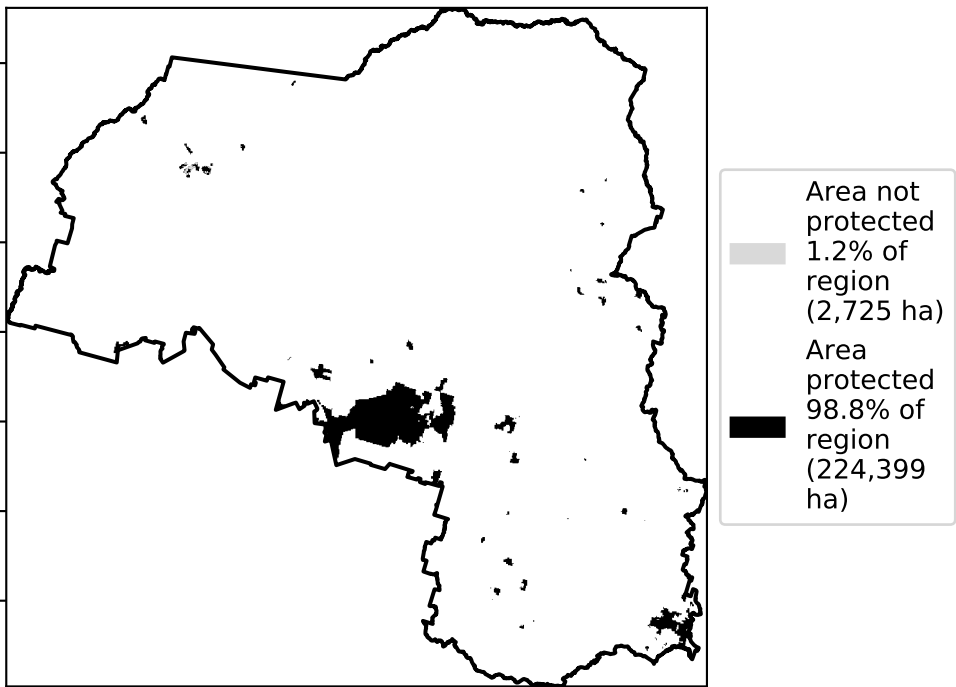 Area not
protected
1.2% of
region
(2,725 ha)
Area
protected
98.8% of
region
(224,399
ha)